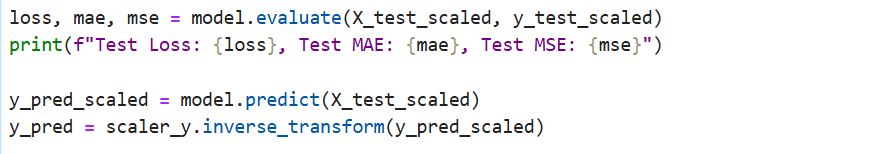 loss, mae, mse = model.evaluate(X_test_scaled, y_test_scaled)
print(f"Test Loss: {loss}, Test MAE: {mae}, Test MSE: {mse}")
y_pred_scaled = model.predict(X_test_scaled)
y_pred = scaler_y.inverse_transform(y_pred_scaled)